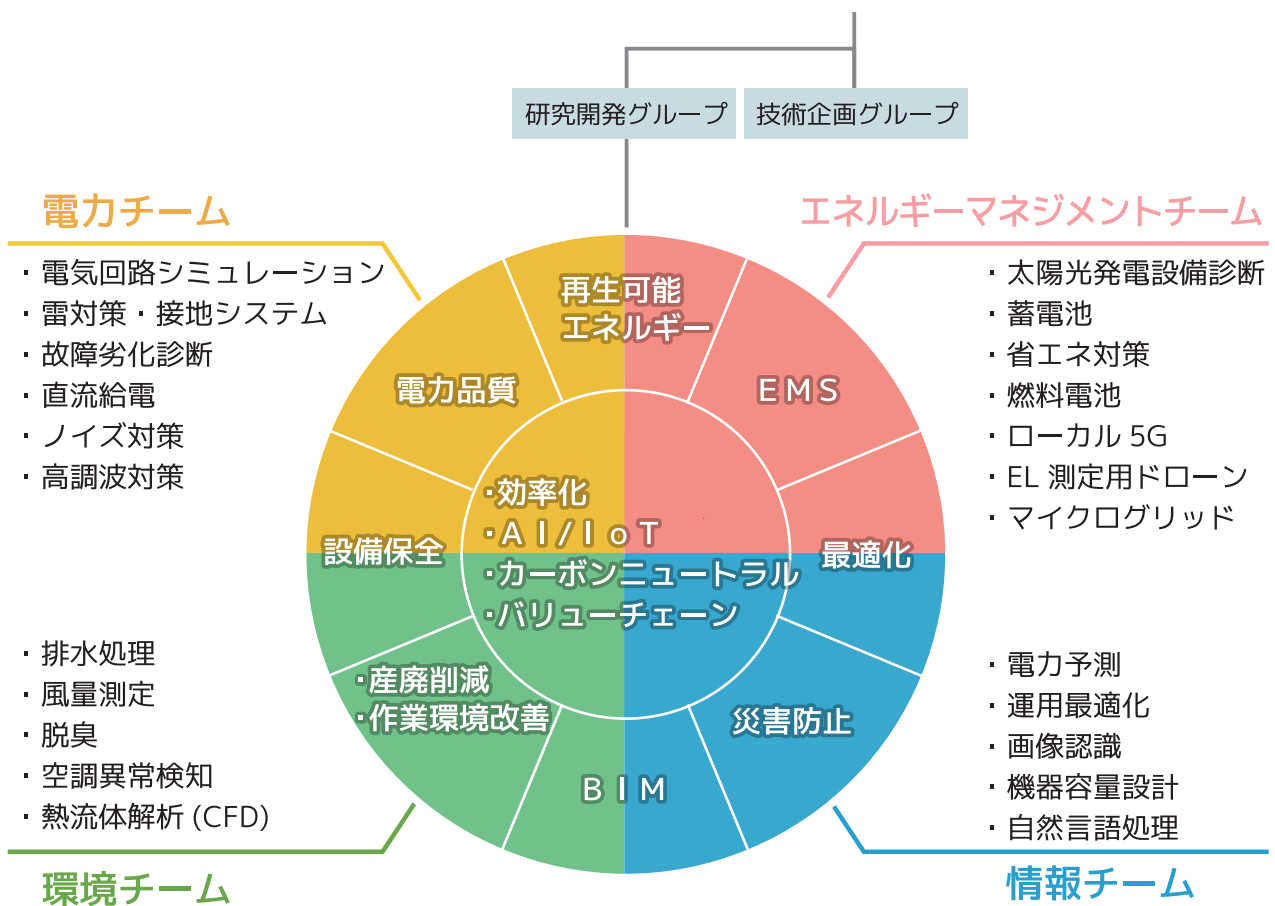 研究開発グループ
技術企画グループ
電力チーム
・電気回路シミュレーション
・雷対策・接地システム
・故障劣化診断
・直流給電
・ノイズ対策
・高調波対策
エネルギーマネジメントチーム
・太陽光発電設備診断
・蓄電池
・省エネ対策
・燃料電池
・ローカル 5G
・EL 測定用ドローン
・マイクログリッド
再生可能
エネルギー
電力品質
EMS
・効率化
・AI/IoT
・カーボンニュートラル
・バリューチェーン
設備保全
最適化
・産廃削減
・作業環境改善
災害防止
BIM
・排水処理
・風量測定
・脱臭
・空調異常検知
・熱流体解析 (CFD)
環境チーム
・電力予測
・運用最適化
・画像認識
・機器容量設計
・自然言語処理
情報チーム